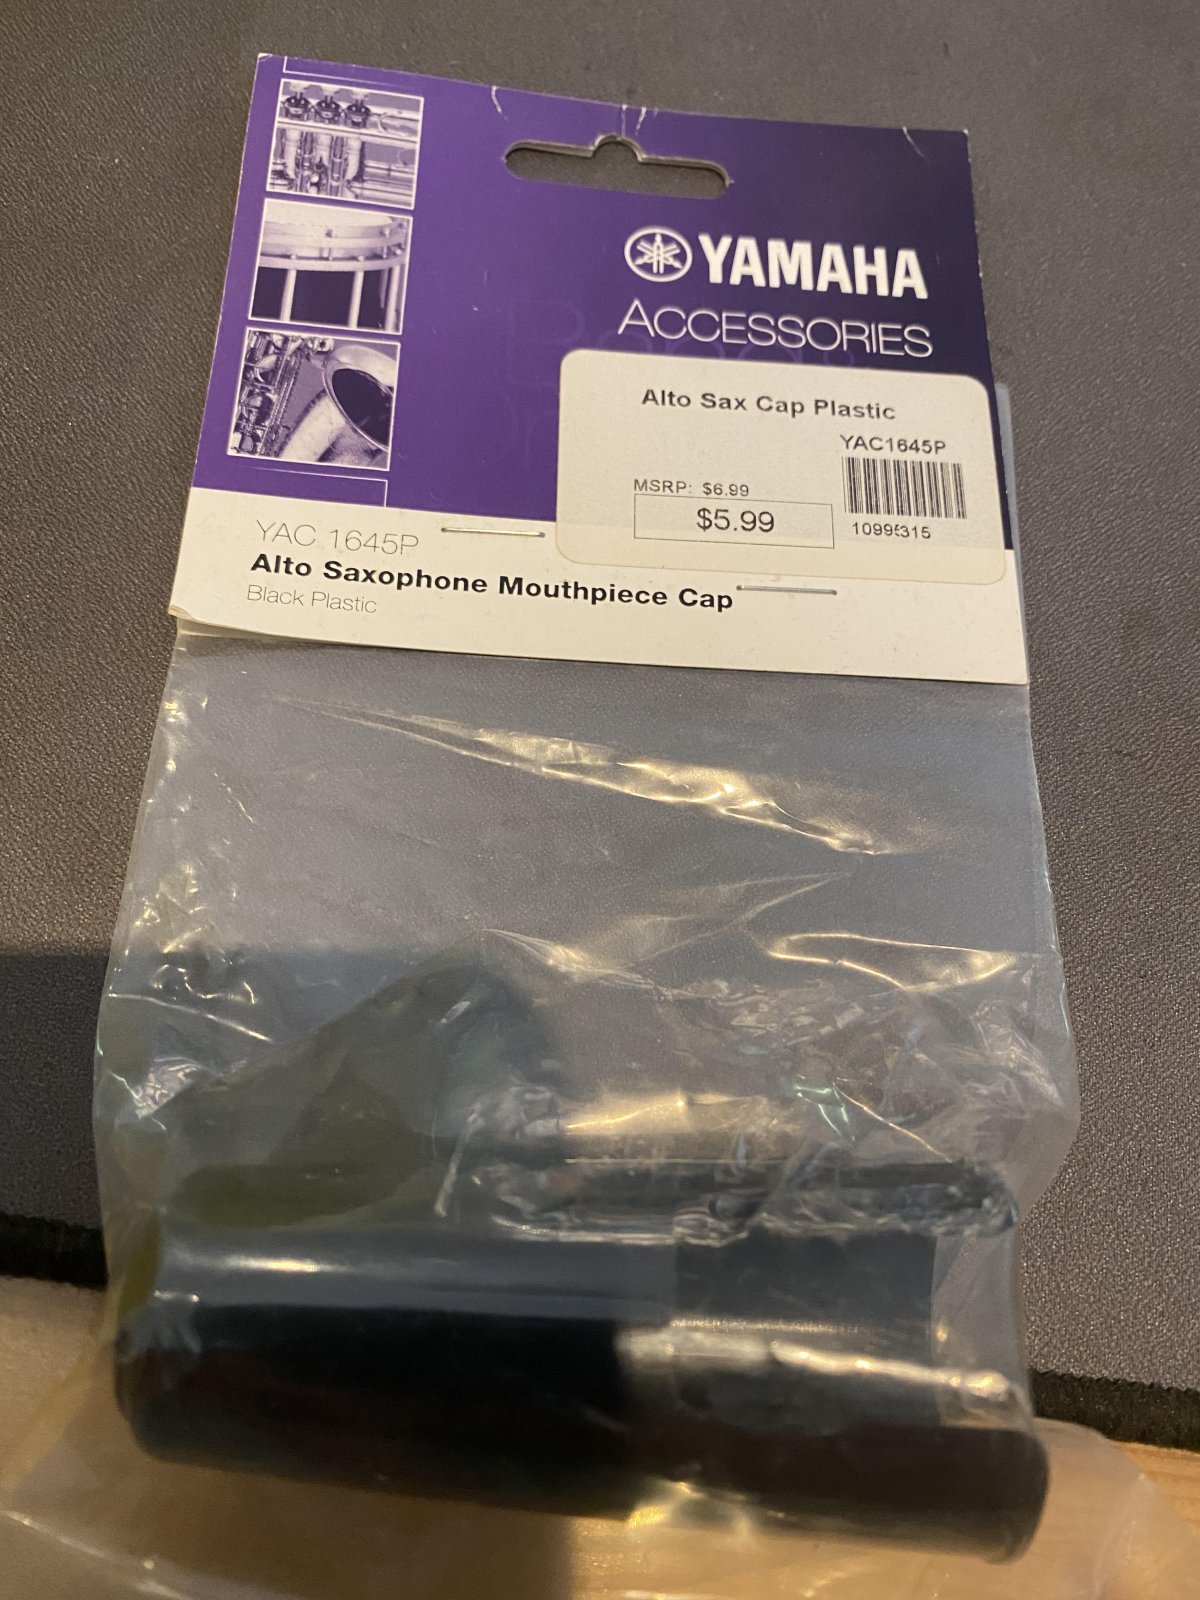 YAMAHA
ACCESSORIES
Alto Sax Cap Plastic
YAC1645P
MSRP: $6.99
$5.99
YAC 1645P
Alto Saxophone Mouthpiece Cap
Black Plastic